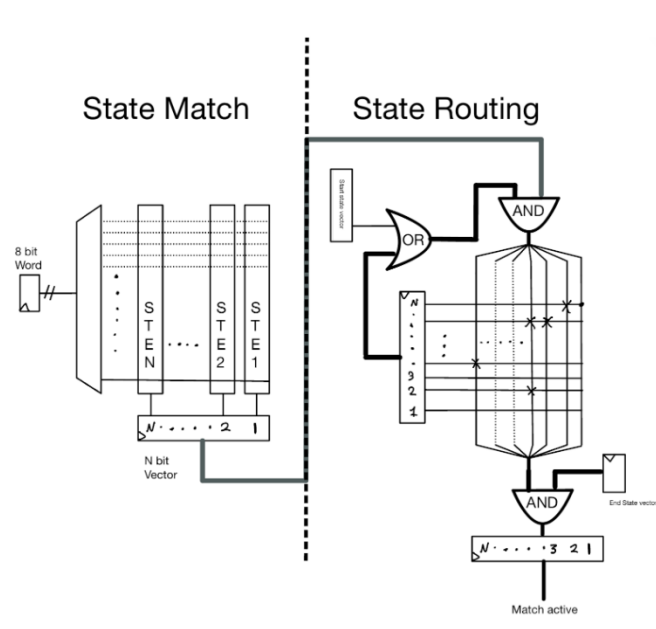 State Match
State Routing
Start state vector
AND
OR
8 bit
Word
S
T
E
N
S
T
E
2
S
T
E
1
N
3
2
1
N 2 1
N bit
Vector
AND
End State vecto
N 3 2 1
Match active